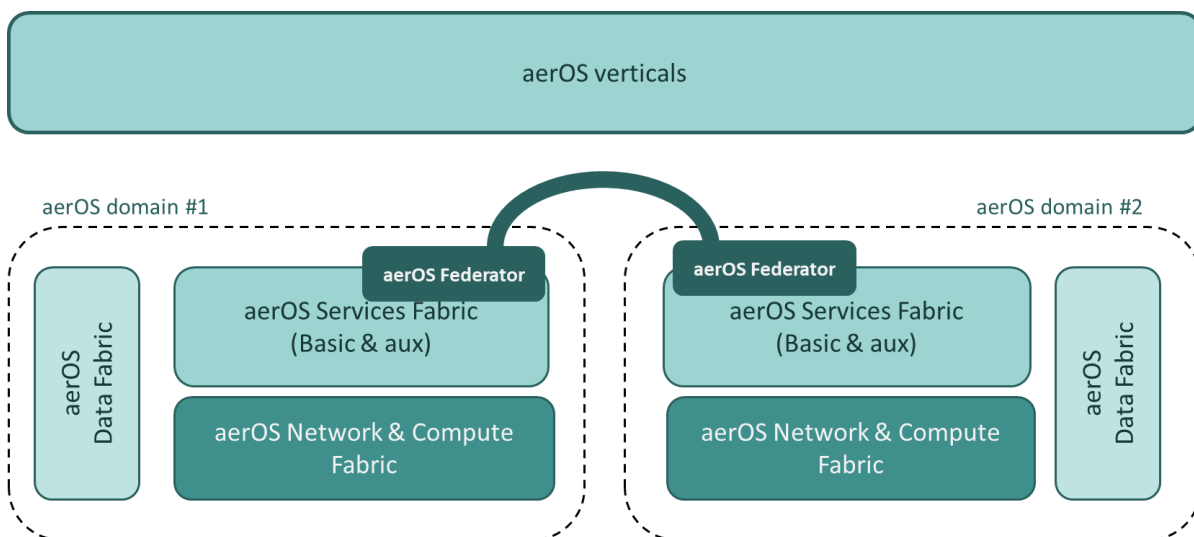 aerOS verticals
aerOS domain #1
aerOS domain #2
aerOS Federator
aerOS Federator
aerOS
Data Fabric
aerOS Services Fabric
(Basic & aux)
aerOS Network & Compute
Fabric
aerOS Services Fabric
(Basic & aux)
aerOS Network & Compute
Fabric
aerOS
Data Fabric